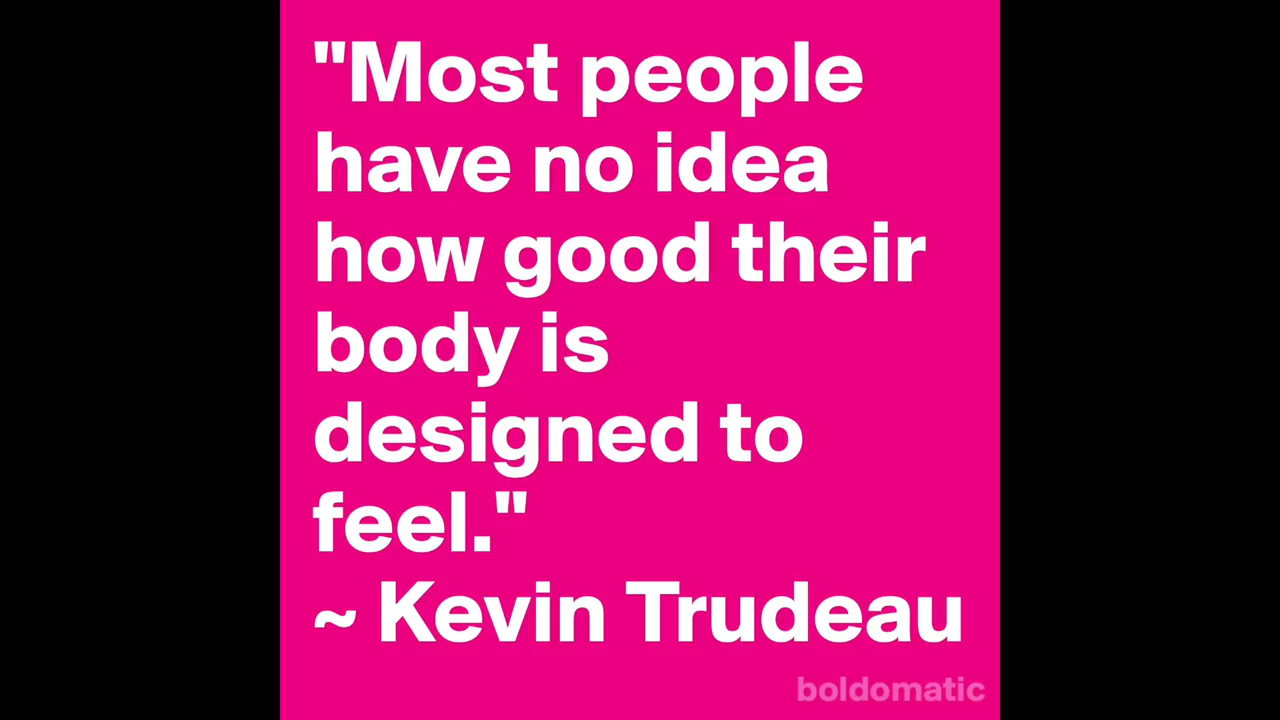 "Most people
have no idea
how good their
body is
designed to
feel."
~ Kevin Trudeau
boldomatic